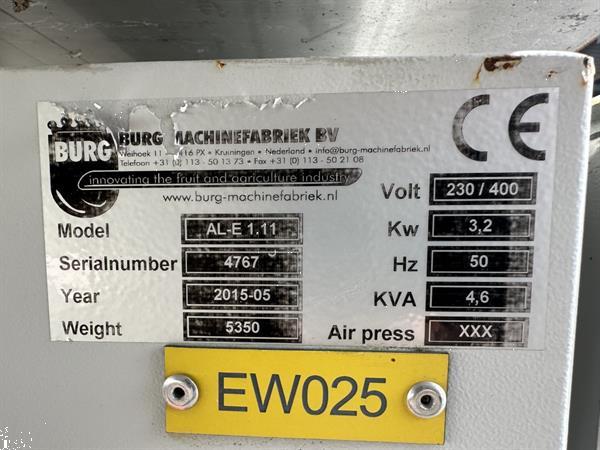 BURG
BURG MACHINEFABRIEK BV
Weihoek 11 416 PX • Kruiningen • Nederland • info@burg-machinefabriek.nl
Telefoon +31 (0) 113 - 50 13 73 • Fax +31 (0) 113 - 50 21 08
innovating the fruit and agriculture industry
www.burg-machinefabriek.nl
CE
Model AL-E 1.11
Serialnumber 4767
Year 2015-05
Weight 5350
Volt 230 / 400
Kw 3,2
Hz 50
KVA 4,6
Air press XXX
EW025